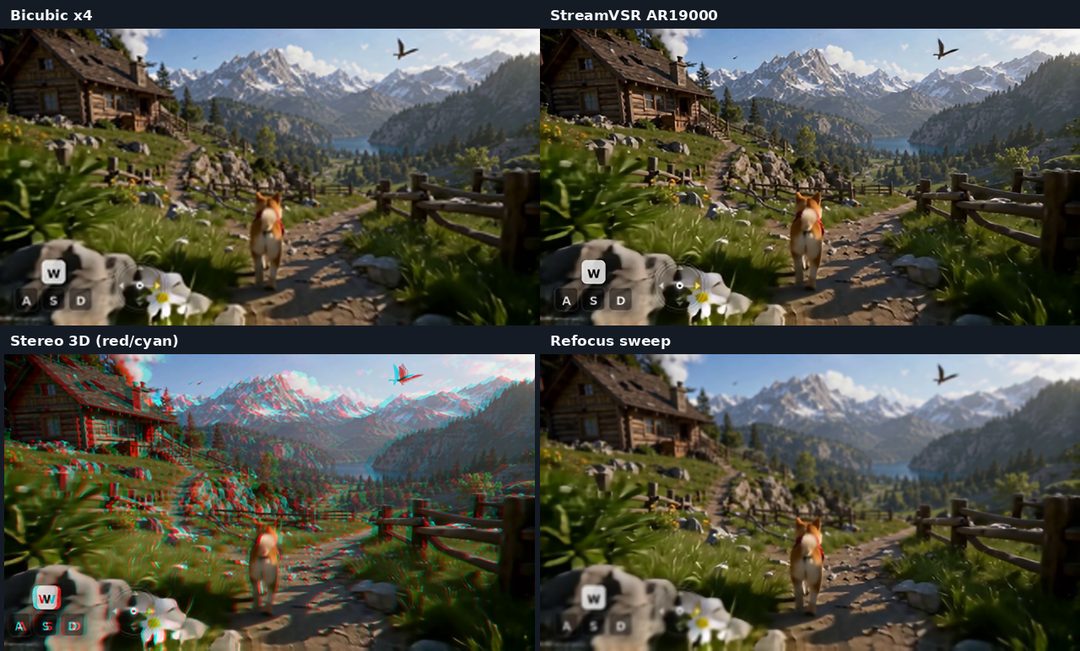 Bicubic x4
StreamVSR AR19000
W
A S D
W
A S D
Stereo 3D (red/cyan)
Refocus sweep
W
A S D
W
A S D